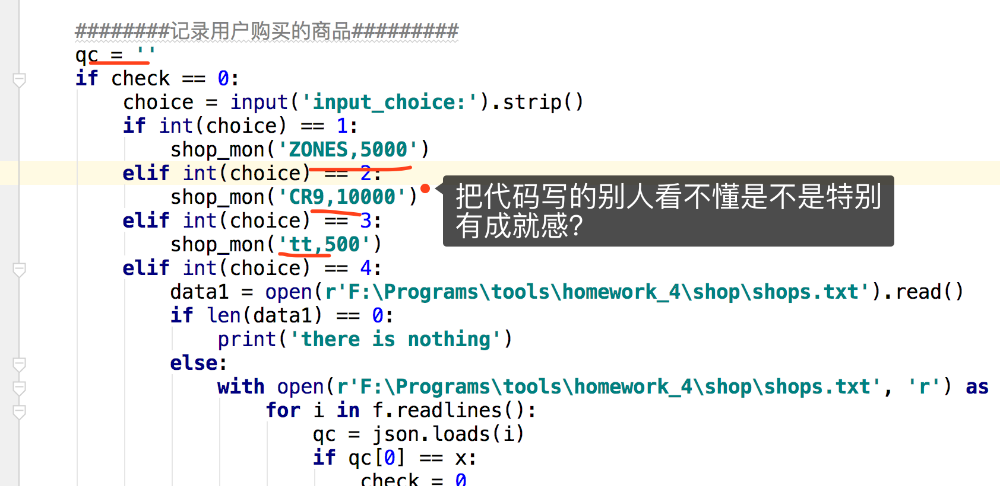 ########记录用户购买的商品#########
qc = ''
if check == 0:
choice = input('input_choice:').strip()
if int(choice) == 1:
shop_mon('ZONES,5000')
elif int(choice) == 2:
shop_mon('CR9,10000')
把代码写的别人看不懂是不是特别
有成就感?
elif int(choice) == 3:
shop_mon('tt,500')
elif int(choice) == 4:
data1 = open(r'F:\Programs\tools\homework_4\shop\shops.txt').read()
if len(data1) == 0:
print('there is nothing')
else:
with open(r'F:\Programs\tools\homework_4\shop\shops.txt', 'r') as
for i in f.readlines():
qc = json.loads(i)
if qc[0] == x:
check = 0